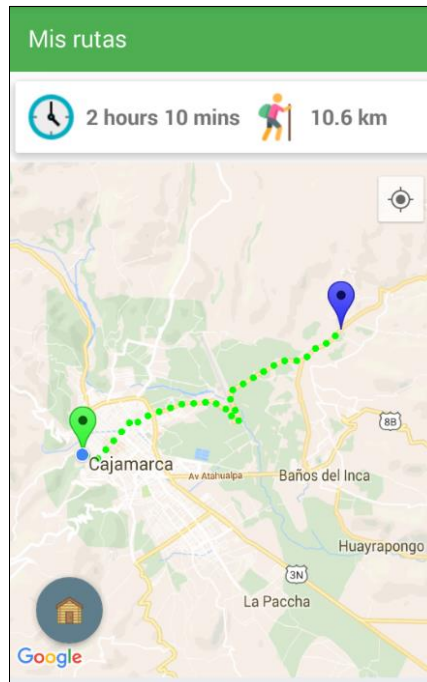 Mis rutas
2 hours 10 mins 10.6 km
8B
Cajamarca
Av Atahualpa
Baños del Inca
Huayrapongo
3N
La Paccha
Google